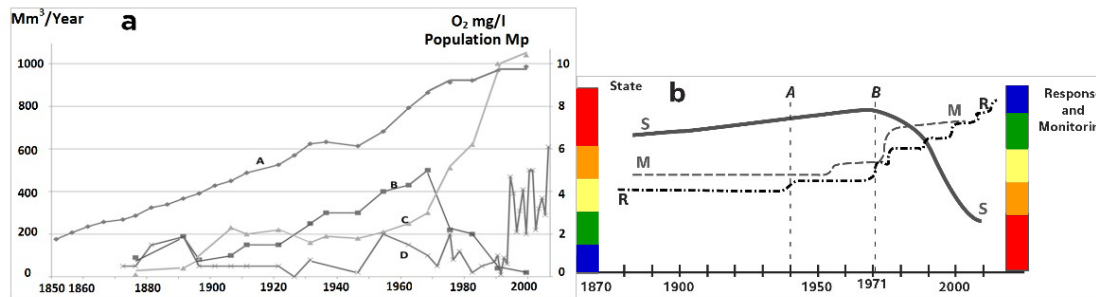 Mm³/Year
a
O₂ mg/l
Population Mp
1000
800
600
400
200
0
10
8
6
4
2
0
A
B
C
D
1850 1860 1880 1900 1920 1940 1960 1980 2000
State
b
A
B
Response
and
Monitoring
S
M
R
M
R
S
1870 1900 1950 1971 2000